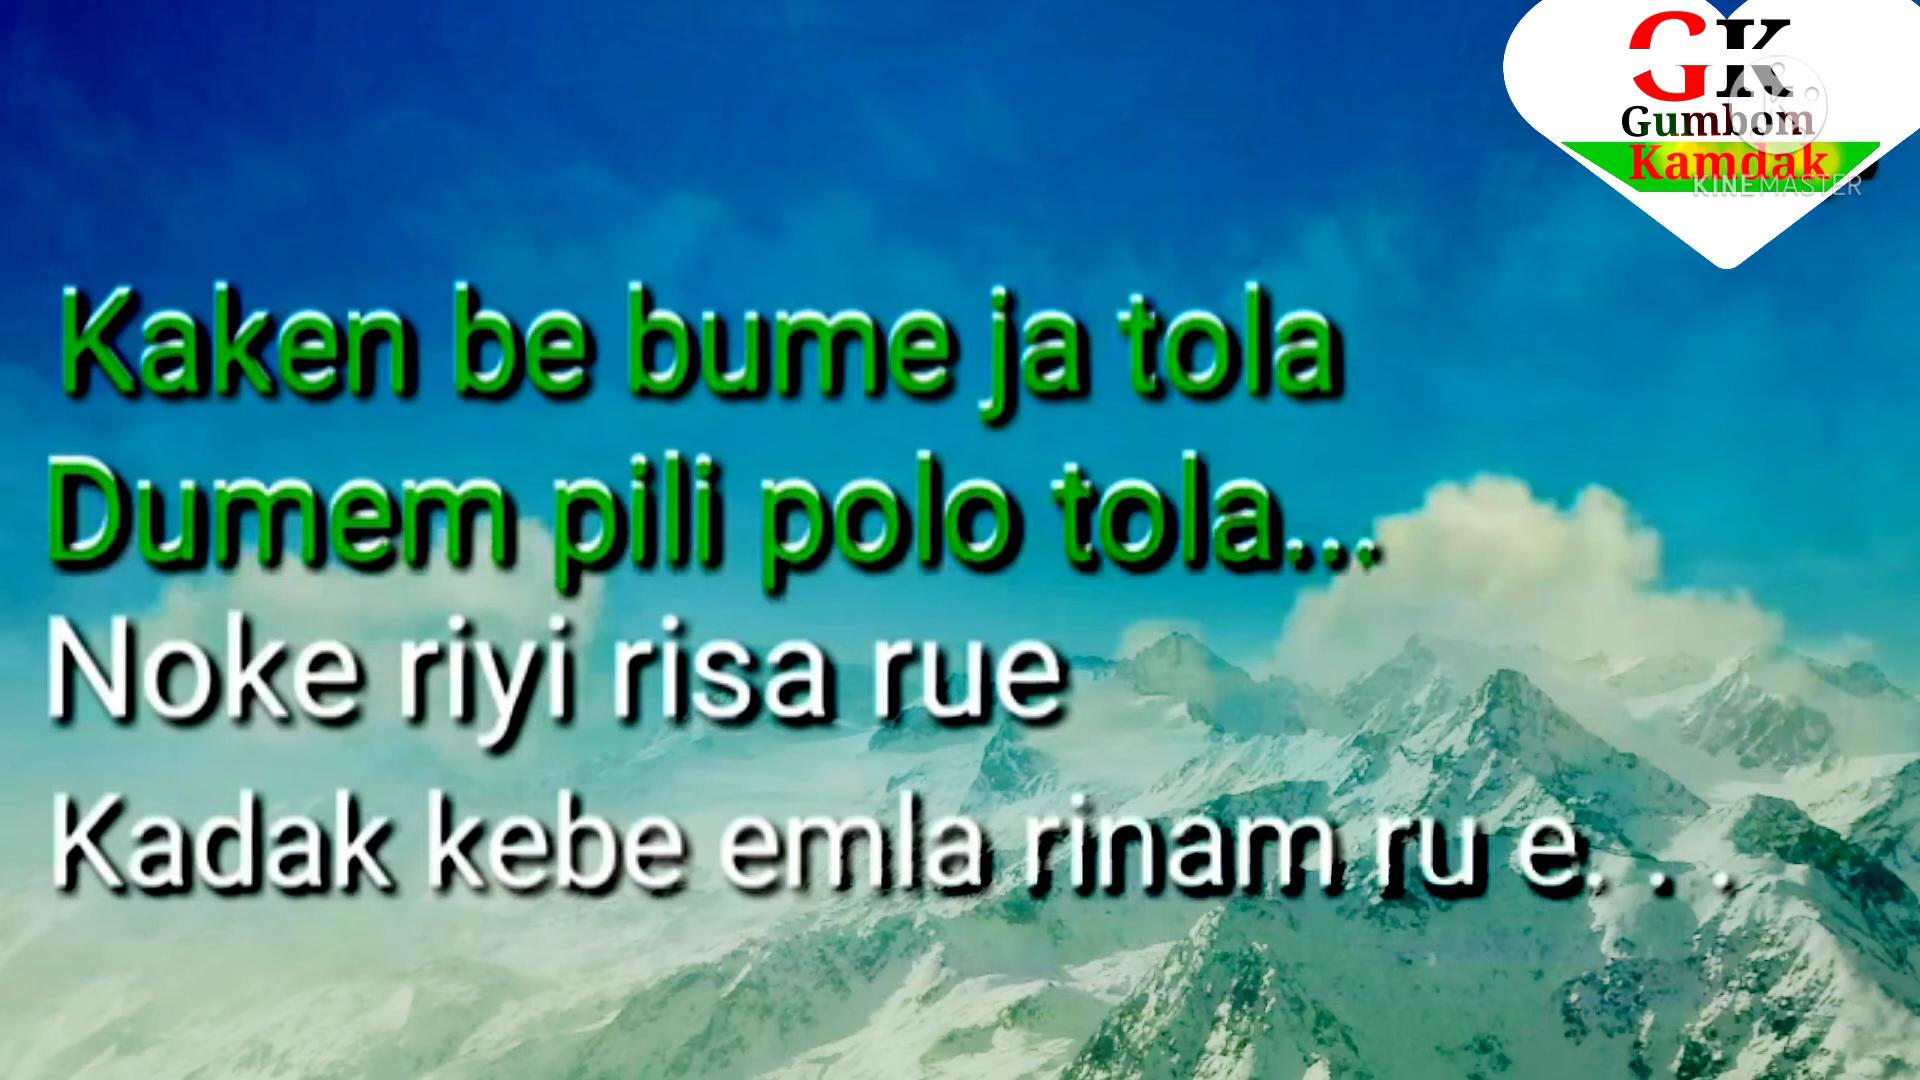 GK
Gumbom
Kamdak
KINEMASTER
Kaken be bume ja tola
Dumem pili polo tola...
Noke riyi risa rue
Kadak kebe emla rinam ru e. . .